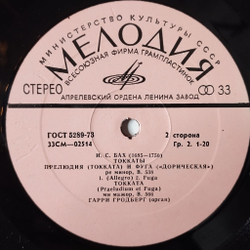 МИНИСТЕРСТВО КУЛЬТУРЫ СССР
МЕЛОДИЯ
ВСЕСОЮЗНАЯ ФИРМА ГРАМПЛАСТИНОК
СТЕРЕО
33
АПРЕЛЕВСКИЙ ОРДЕНА ЛЕНИНА ЗАВОД
ГОСТ 5289-73
33СМ—02514
2 сторона
Гр. 2. 1-20
И. С. БАХ (1685—1750)
ТОККАТЫ
ПРЕЛЮДИЯ (ТОККАТА) И ФУГА («ДОРИЧЕСКАЯ»)
ре минор, В. 538
1. (Allegro) 2. Fuga
ТОККАТА
(Praeludium et Fuga)
ми мажор, В. 566
ГАРРИ ГРОДБЕРГ (орган)